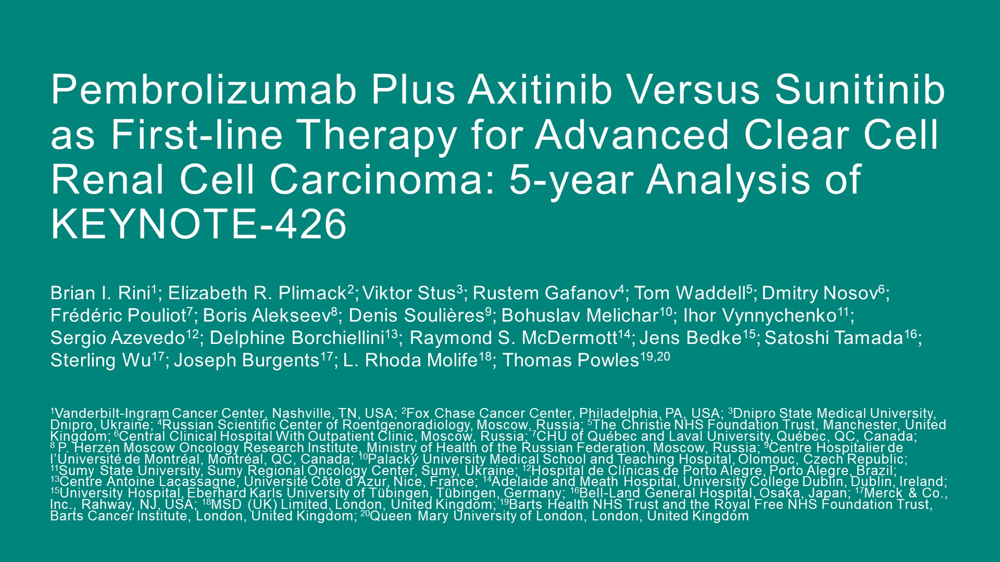 Pembrolizumab Plus Axitinib Versus Sunitinib
as First-line Therapy for Advanced Clear Cell
Renal Cell Carcinoma: 5-year Analysis of
KEYNOTE-426
Brian I. Rini¹; Elizabeth R. Plimack²; Viktor Stus³; Rustem Gafanov⁴; Tom Waddell⁵; Dmitry Nosov⁶;
Frédéric Pouliot⁷; Boris Alekseev⁸; Denis Soulières⁹; Bohuslav Melichar¹⁰; Ihor Vynnychenko¹¹;
Sergio Azevedo¹²; Delphine Borchiellini¹³; Raymond S. McDermott¹⁴; Jens Bedke¹⁵; Satoshi Tamada¹⁶;
Sterling Wu¹⁷; Joseph Burgents¹⁷; L. Rhoda Molife¹⁸; Thomas Powles¹⁹,²⁰
¹Vanderbilt-Ingram Cancer Center, Nashville, TN, USA; ²Fox Chase Cancer Center, Philadelphia, PA, USA; ³Dnipro State Medical University,
Dnipro, Ukraine; ⁴Russian Scientific Center of Roentgenoradiology, Moscow, Russia; ⁵The Christie NHS Foundation Trust, Manchester, United
Kingdom; ⁶Central Clinical Hospital With Outpatient Clinic, Moscow, Russia; ⁷CHU of Québec and Laval University, Québec, QC, Canada;
⁸ P. Herzen Moscow Oncology Research Institute, Ministry of Health of the Russian Federation, Moscow, Russia; ⁹Centre Hospitalier de
l’Université de Montréal, Montréal, QC, Canada; ¹⁰Palacký University Medical School and Teaching Hospital, Olomouc, Czech Republic;
¹¹Sumy State University, Sumy Regional Oncology Center, Sumy, Ukraine; ¹²Hospital de Clínicas de Porto Alegre, Porto Alegre, Brazil;
¹³Centre Antoine Lacassagne, Université Côte d’Azur, Nice, France; ¹⁴Adelaide and Meath Hospital, University College Dublin, Dublin, Ireland;
¹⁵University Hospital, Eberhard Karls University of Tübingen, Tübingen, Germany; ¹⁶Bell-Land General Hospital, Osaka, Japan; ¹⁷Merck & Co.,
Inc., Rahway, NJ, USA; ¹⁸MSD (UK) Limited, London, United Kingdom; ¹⁹Barts Health NHS Trust and the Royal Free NHS Foundation Trust,
Barts Cancer Institute, London, United Kingdom; ²⁰Queen Mary University of London, London, United Kingdom